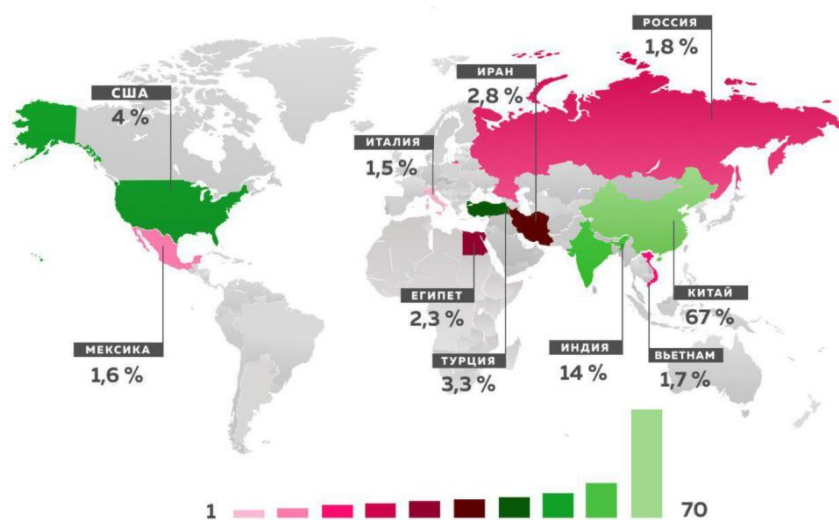 РОССИЯ
1,8 %
ИРАН
2,8 %
США
4 %
ИТАЛИЯ
1,5 %
ЕГИПЕТ
2,3 %
КИТАЙ
67 %
МЕКСИКА
1,6 %
ТУРЦИЯ
3,3 %
ИНДИЯ
14 %
ВЬЕТНАМ
1,7 %
1
70